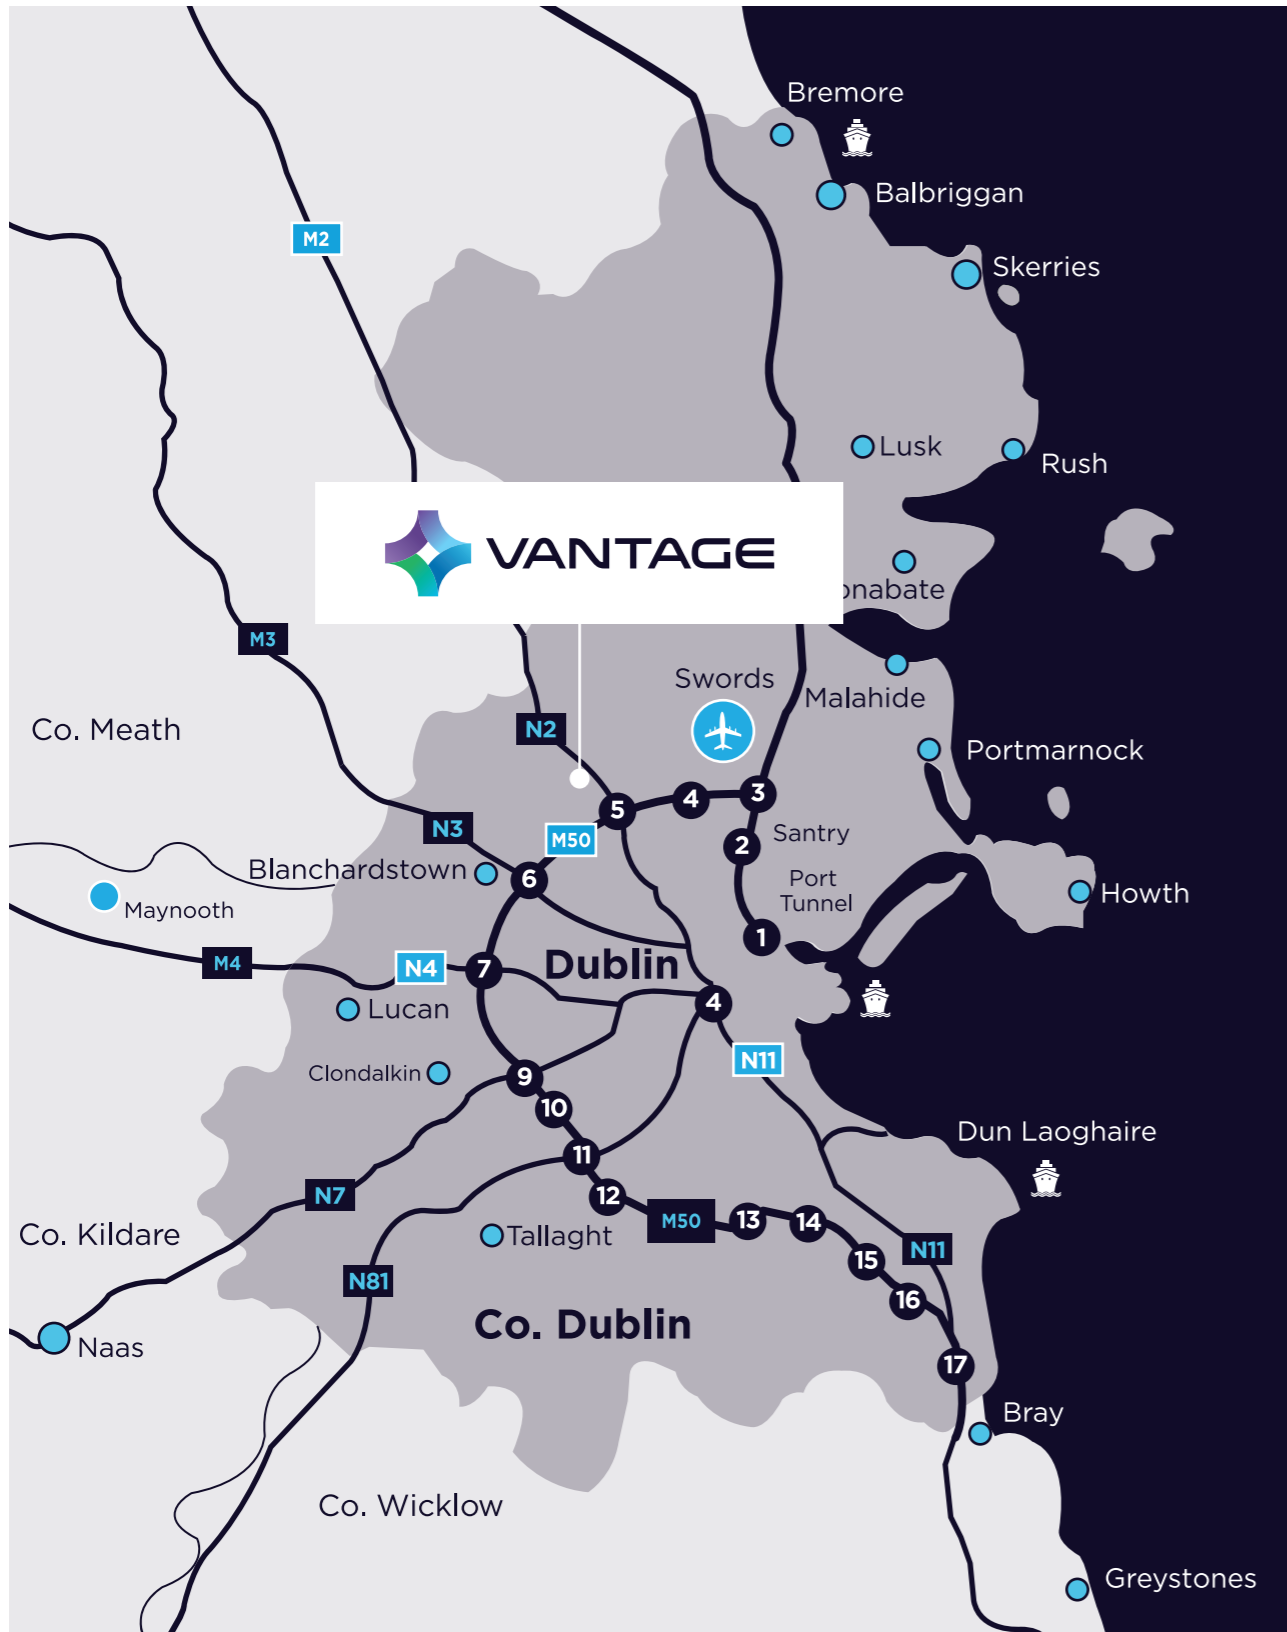 Bremore
Balbriggan
M2
Skerries
Lusk
Rush
VANTAGE
onabate
M3
Swords
Malahide
Co. Meath
N2
Portmarnock
5
4
3
N3
M50
2
Santry
Blanchardstown
6
Port
Tunnel
Howth
Maynooth
1
M4
N4
7
Dublin
Lucan
4
N11
Clondalkin
9
10
Dun Laoghaire
11
N7
12
M50
13
14
Co. Kildare
Tallaght
15
N11
N81
16
Co. Dublin
Naas
17
Bray
Co. Wicklow
Greystones